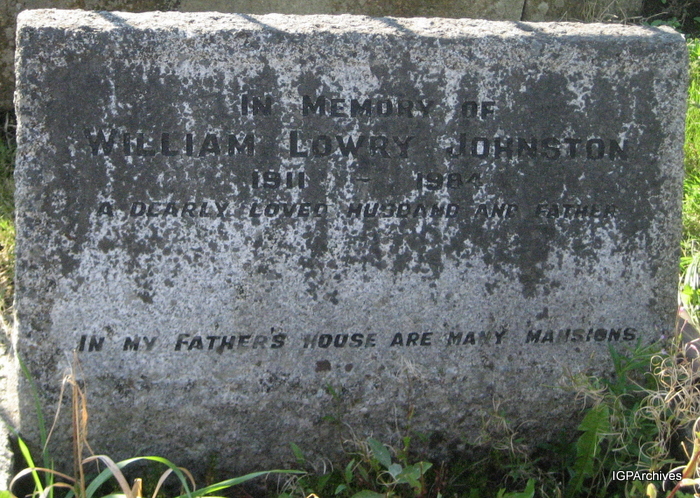 IN MEMORY OF
WILLIAM LOWRY JOHNSTON
1911 - 1984
A DEARLY LOVED HUSBAND AND FATHER
IN MY FATHER'S HOUSE ARE MANY MANSIONS
IGPArchives